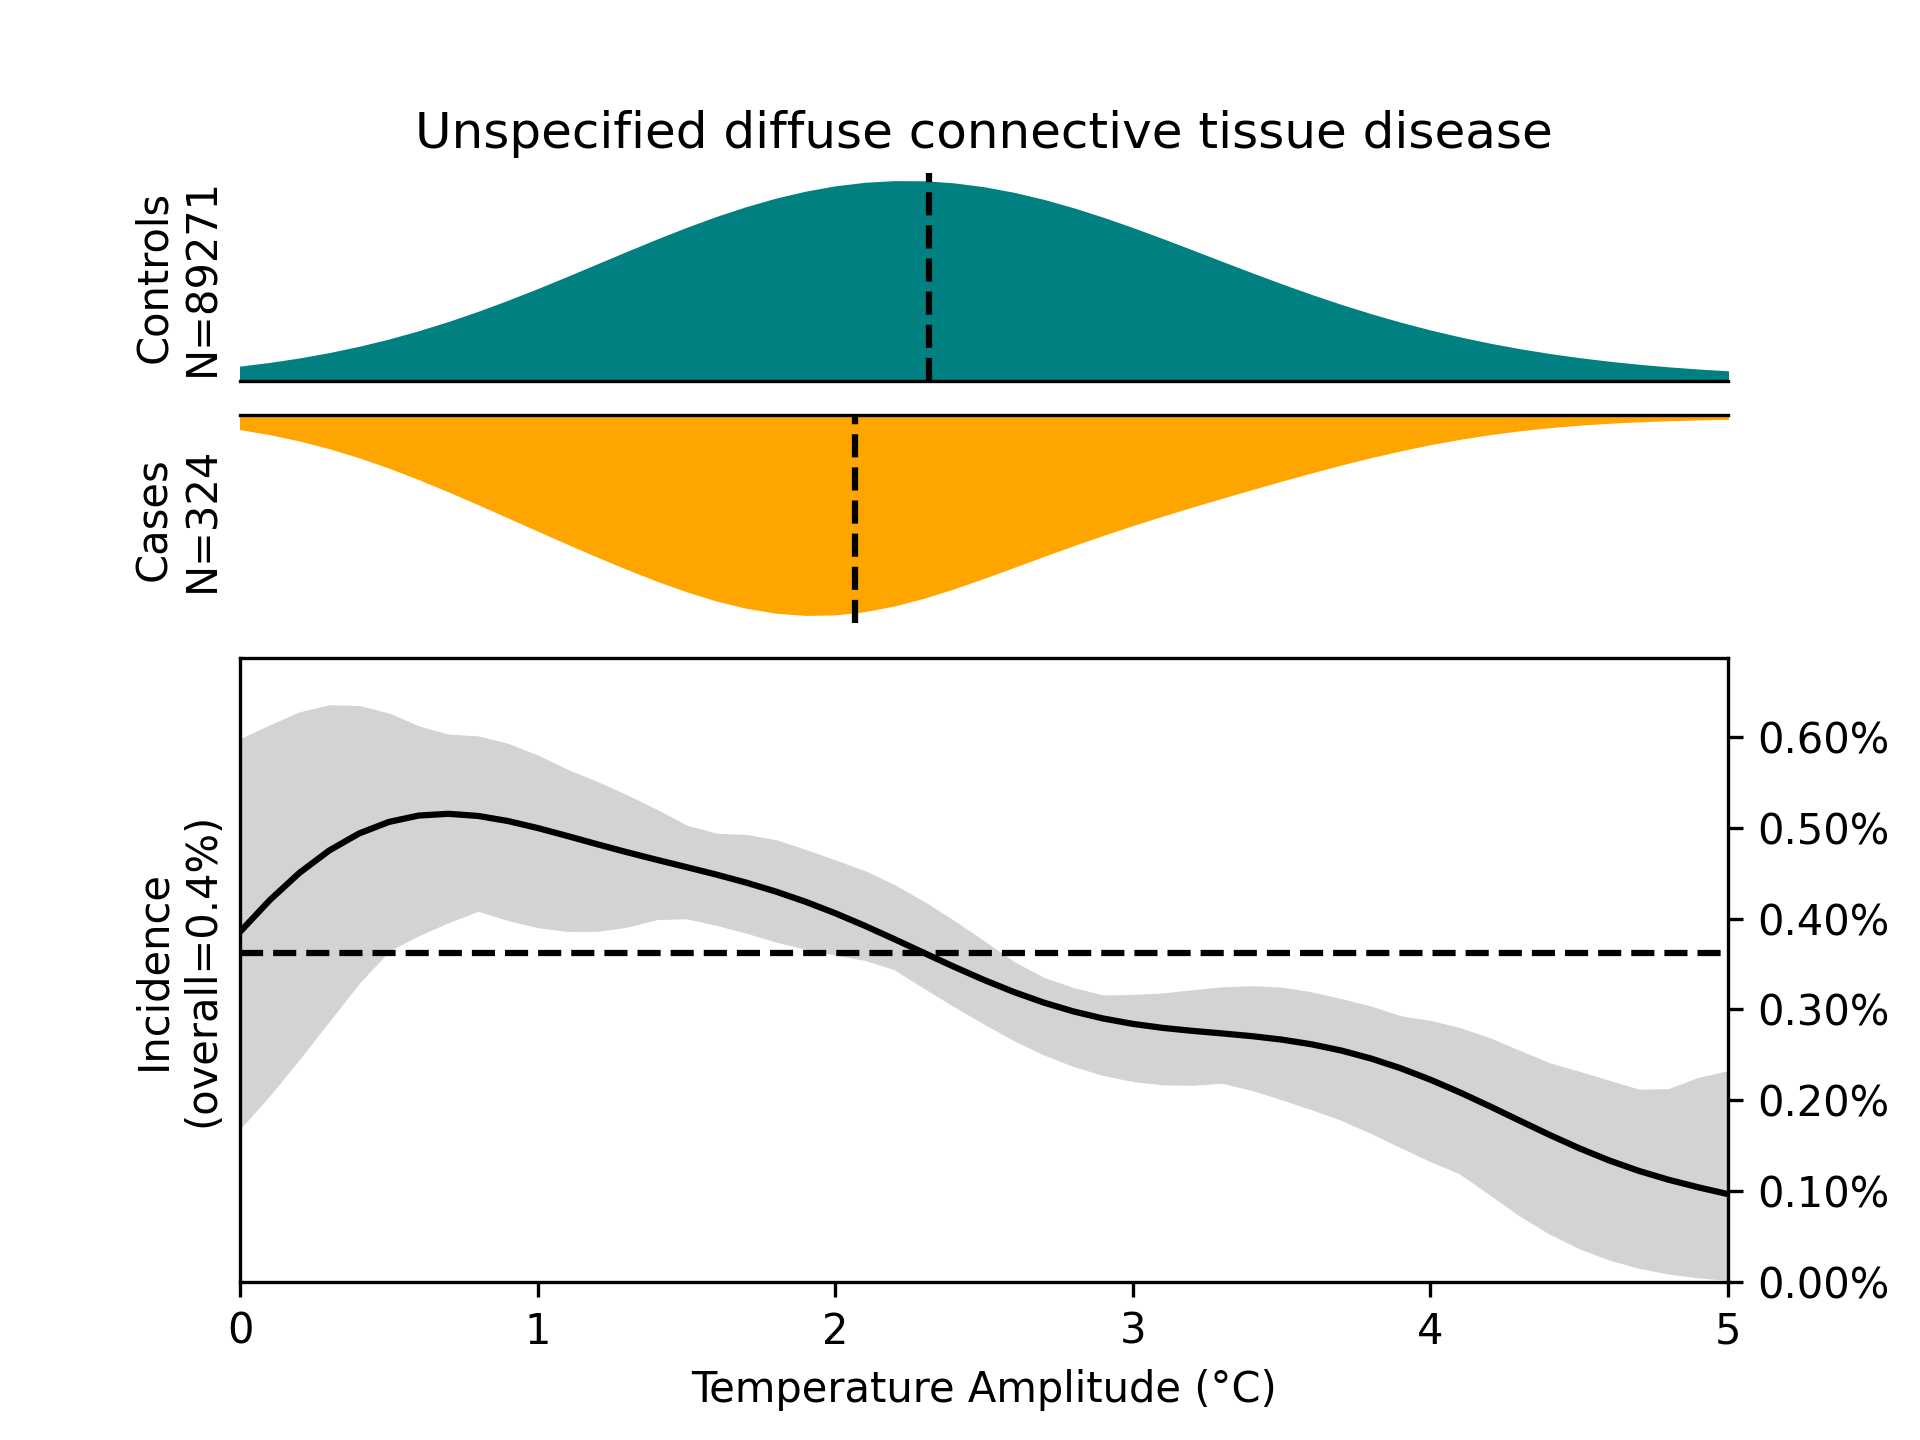 Unspecified diffuse connective tissue disease
Controls
N=89271
Cases
N=324
Incidence
(overall=0.4%)
0.60%
0.50%
0.40%
0.30%
0.20%
0.10%
0.00%
0 1 2 3 4 5
Temperature Amplitude (°C)